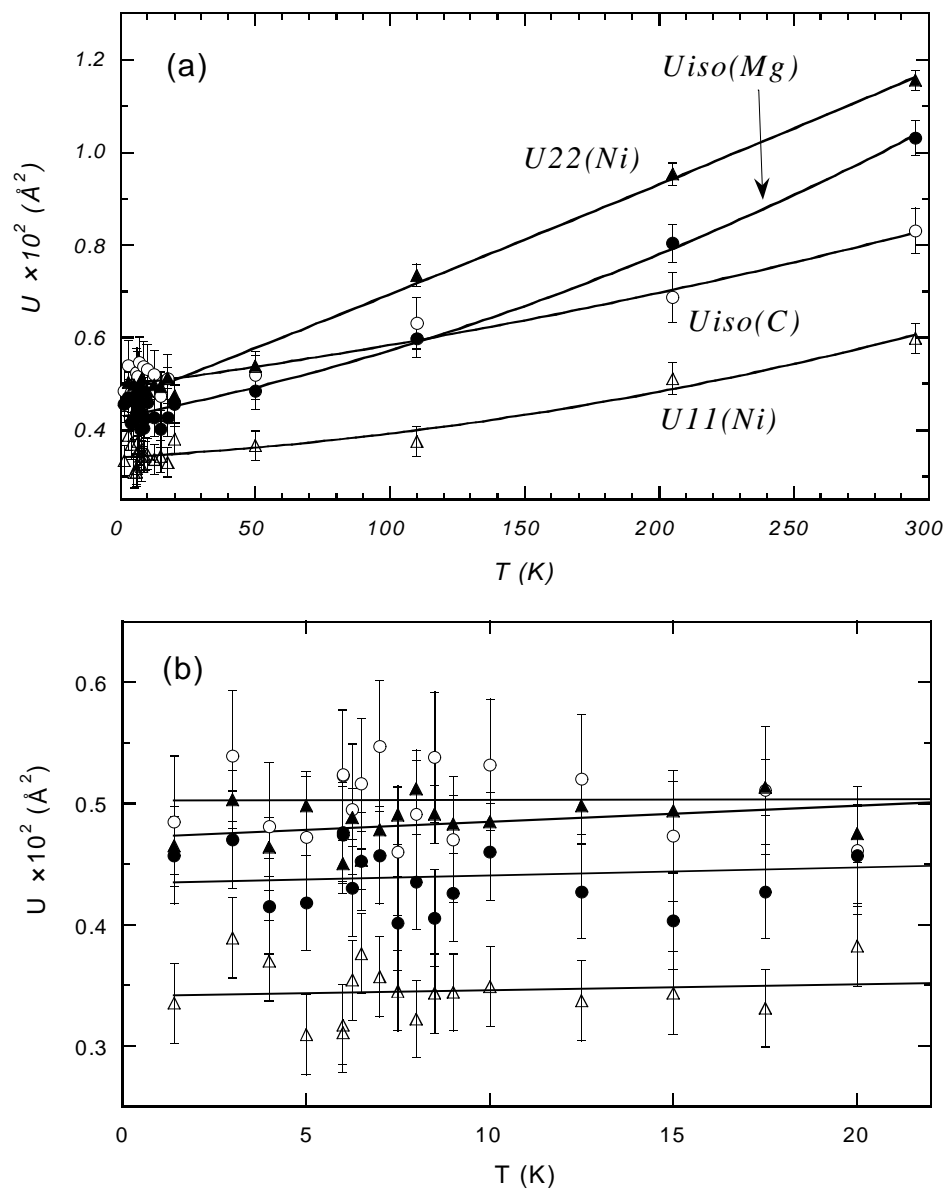 (a)
1.2
1.0
0.8
0.6
0.4
U ×10² (Å²)
Uiso(Mg)
U22(Ni)
Uiso(C)
U11(Ni)
0 50 100 150 200 250 300
T (K)
(b)
0.6
0.5
0.4
0.3
U ×10² (Å²)
0 5 10 15 20
T (K)